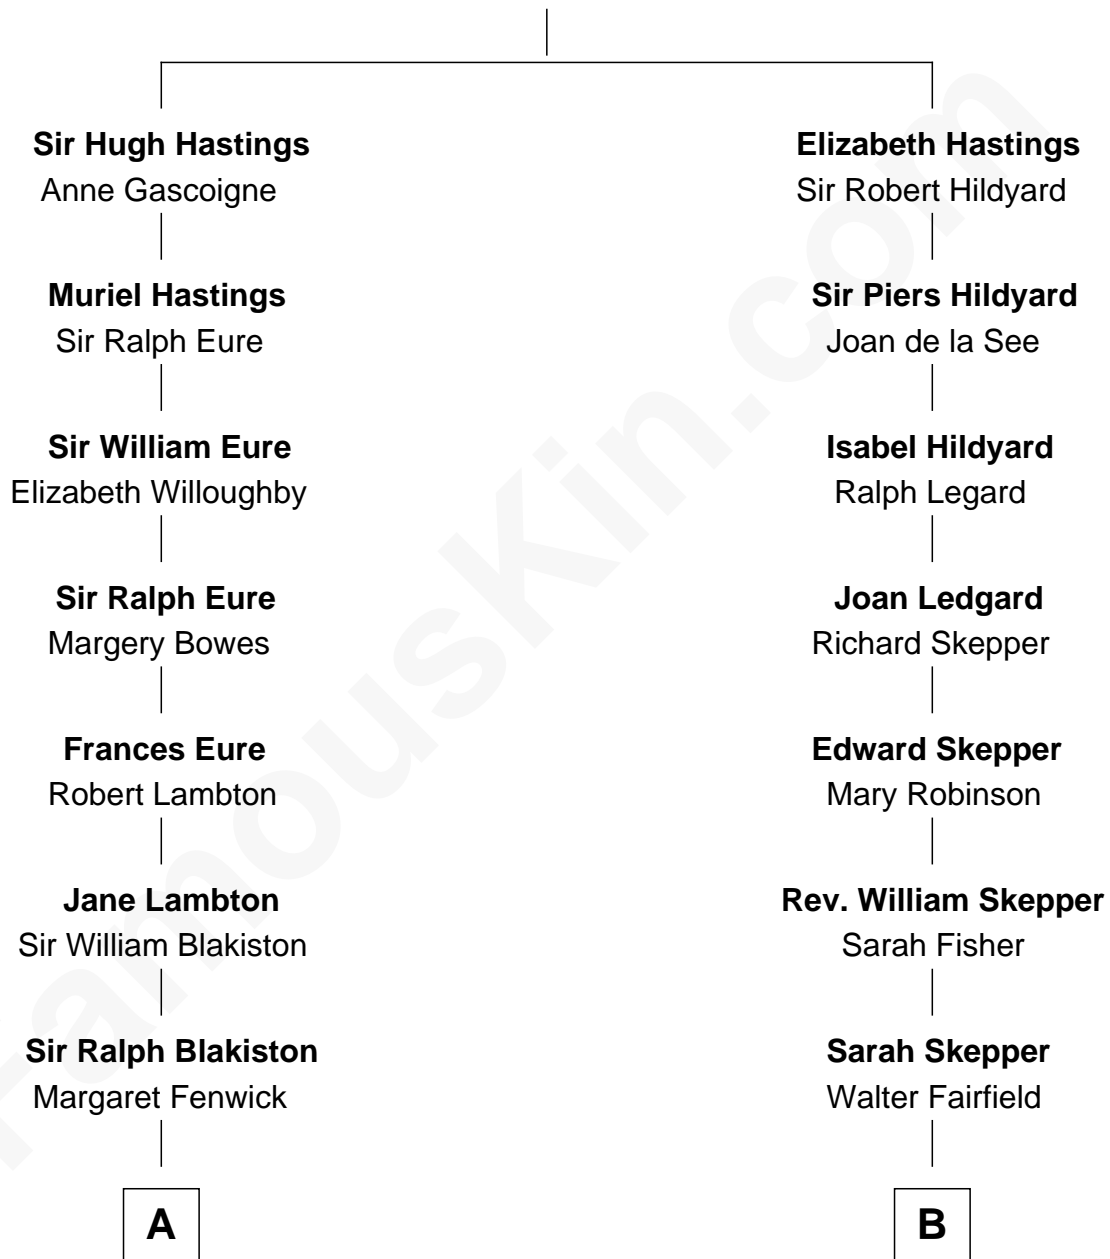 Sir Hugh Hastings
Anne Gascoigne
Muriel Hastings
Sir Ralph Eure
Sir William Eure
Elizabeth Willoughby
Sir Ralph Eure
Margery Bowes
Frances Eure
Robert Lambton
Jane Lambton
Sir William Blakiston
Sir Ralph Blakiston
Margaret Fenwick
A
Elizabeth Hastings
Sir Robert Hildyard
Sir Piers Hildyard
Joan de la See
Isabel Hildyard
Ralph Legard
Joan Ledgard
Richard Skepper
Edward Skepper
Mary Robinson
Rev. William Skepper
Sarah Fisher
Sarah Skepper
Walter Fairfield
B
FamousKin.com